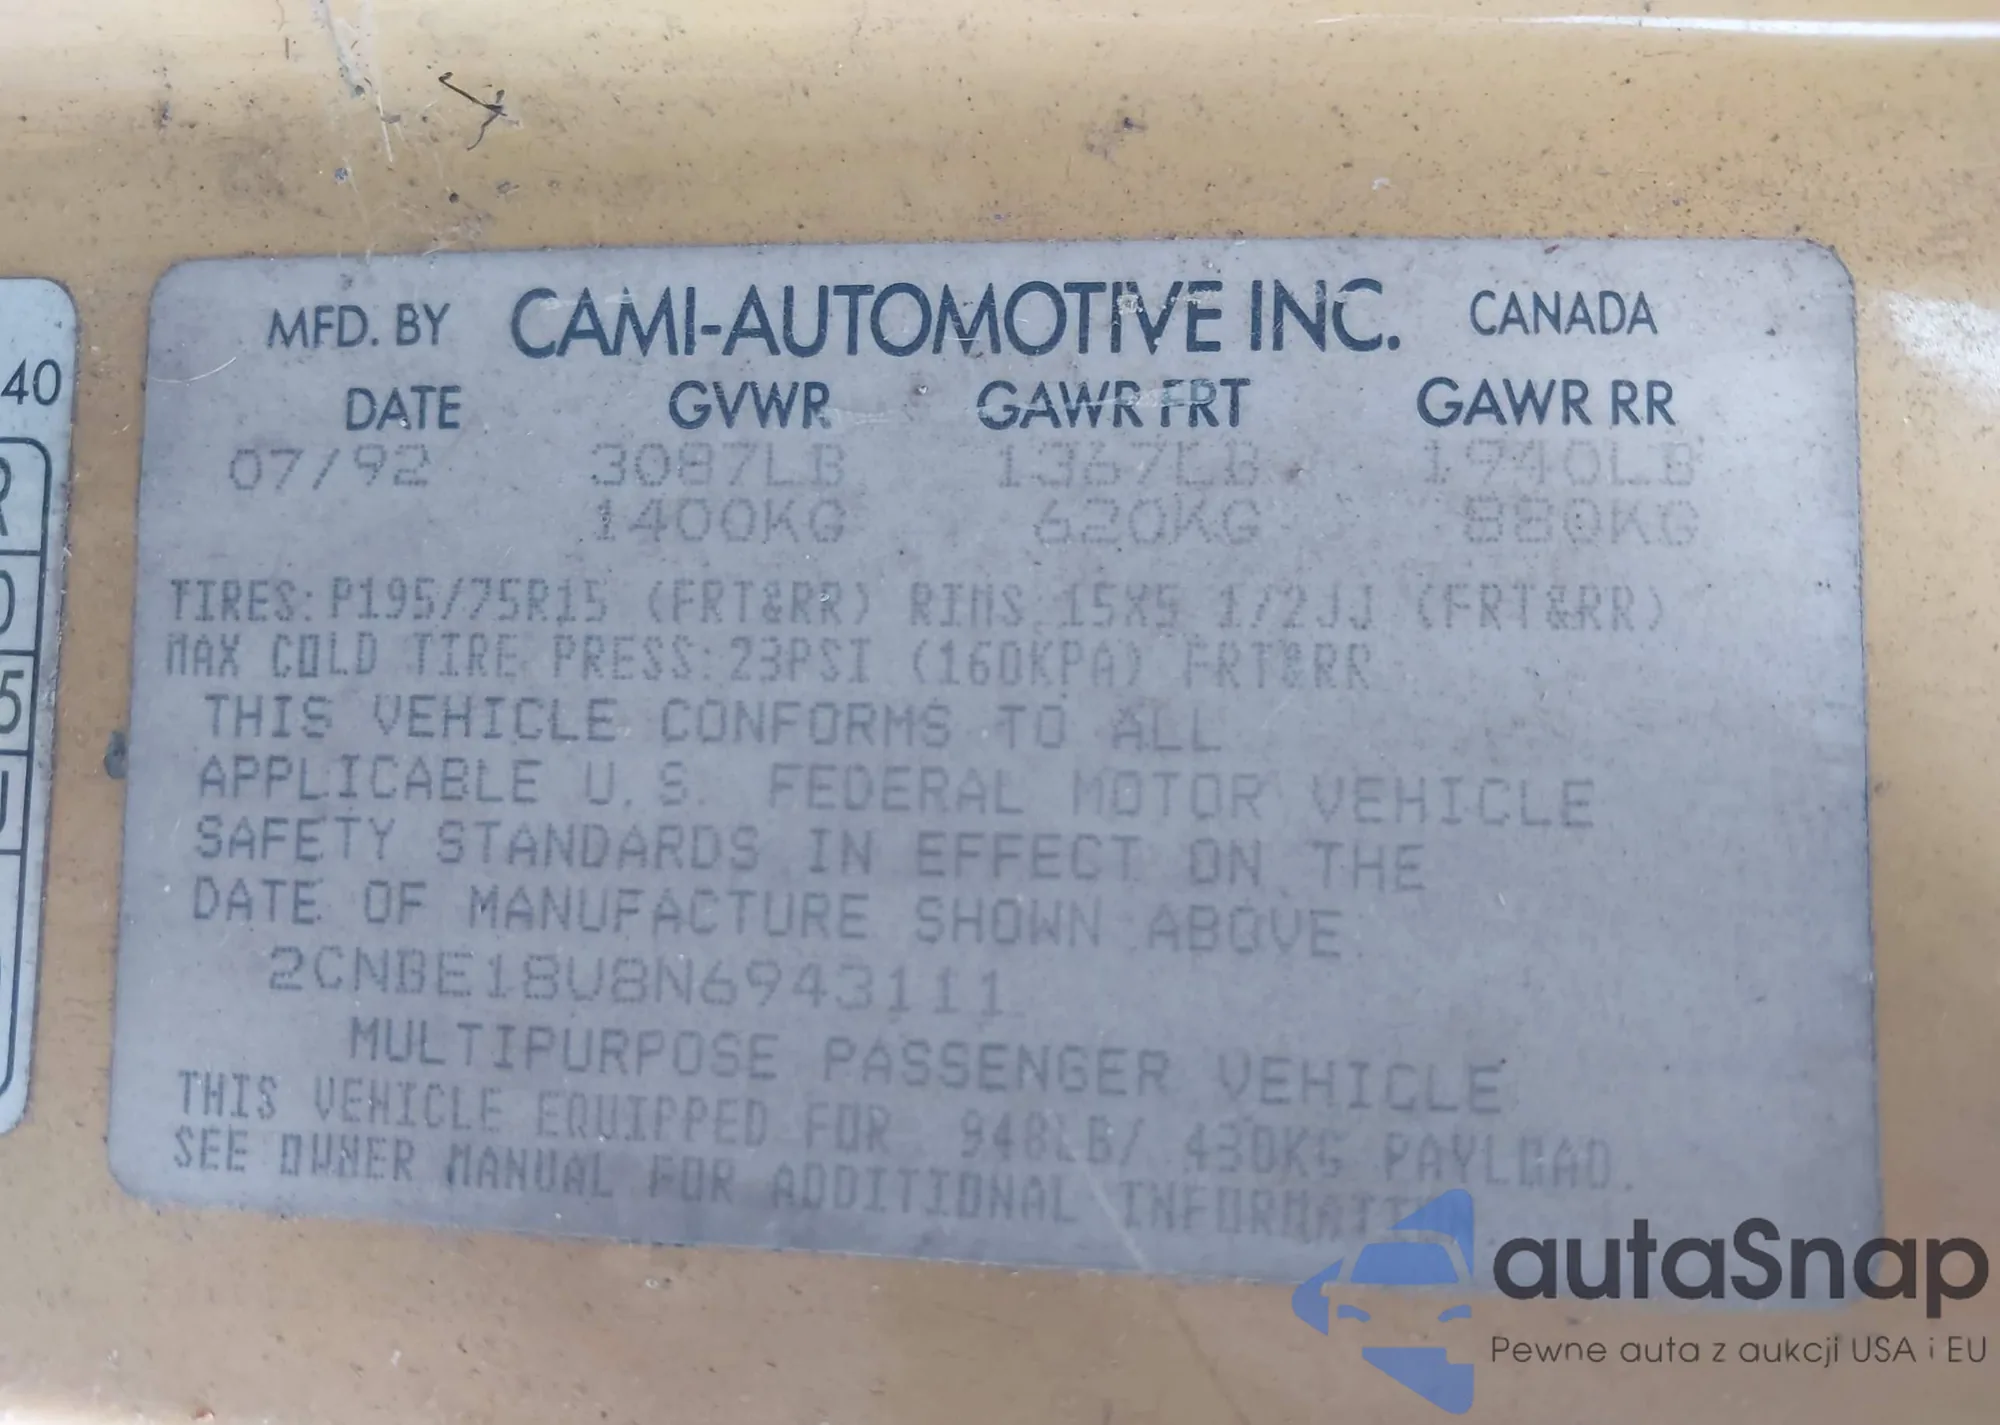 MFD. BY CAMI-AUTOMOTIVE INC. CANADA
DATE GVWR GAWR FRT GAWR RR
07/92 3087LB 1367LB 1940LB
1400KG 620KG 880KG
TIRES: P195/75R15 (FRT&RR) RIMS: 15X5 1/2JJ (FRT&RR)
MAX COLD TIRE PRESS: 23PSI (160KPA) FRT&RR
THIS VEHICLE CONFORMS TO ALL
APPLICABLE U.S. FEDERAL MOTOR VEHICLE
SAFETY STANDARDS IN EFFECT ON THE
DATE OF MANUFACTURE SHOWN ABOVE
2CNBE18U8N6943111
MULTIPURPOSE PASSENGER VEHICLE
THIS VEHICLE EQUIPPED FOR 948LB/ 430KG PAYLOAD.
SEE OWNER MANUAL FOR ADDITIONAL
40
R
0
5
U
autaSnap
Pewne auta z aukcji USA i EU